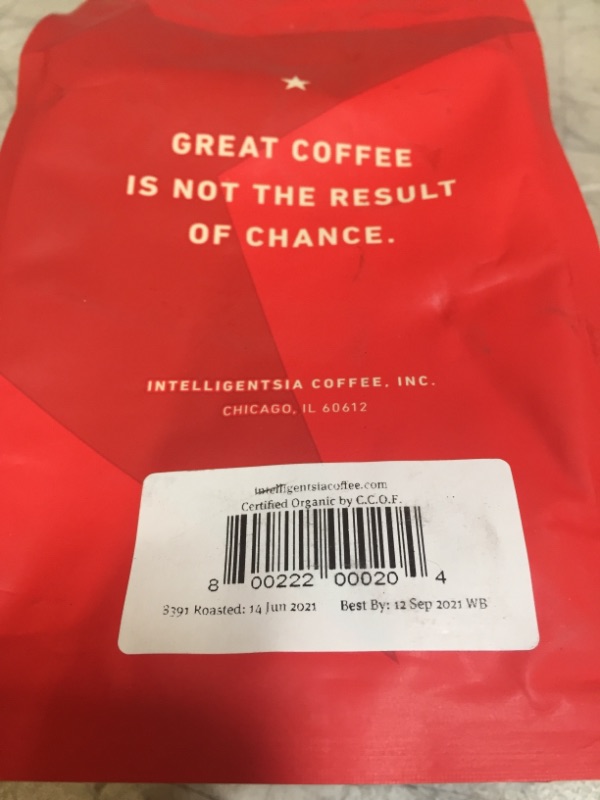 GREAT COFFEE
IS NOT THE RESULT
OF CHANCE.
INTELLIGENTSIA COFFEE, INC.
CHICAGO, IL 60612
intelligentsiacoffee.com
Certified Organic by C.C.O.F.
8 00222 00020 4
8391 Roasted: 14 Jun 2021 Best By: 12 Sep 2021 WB